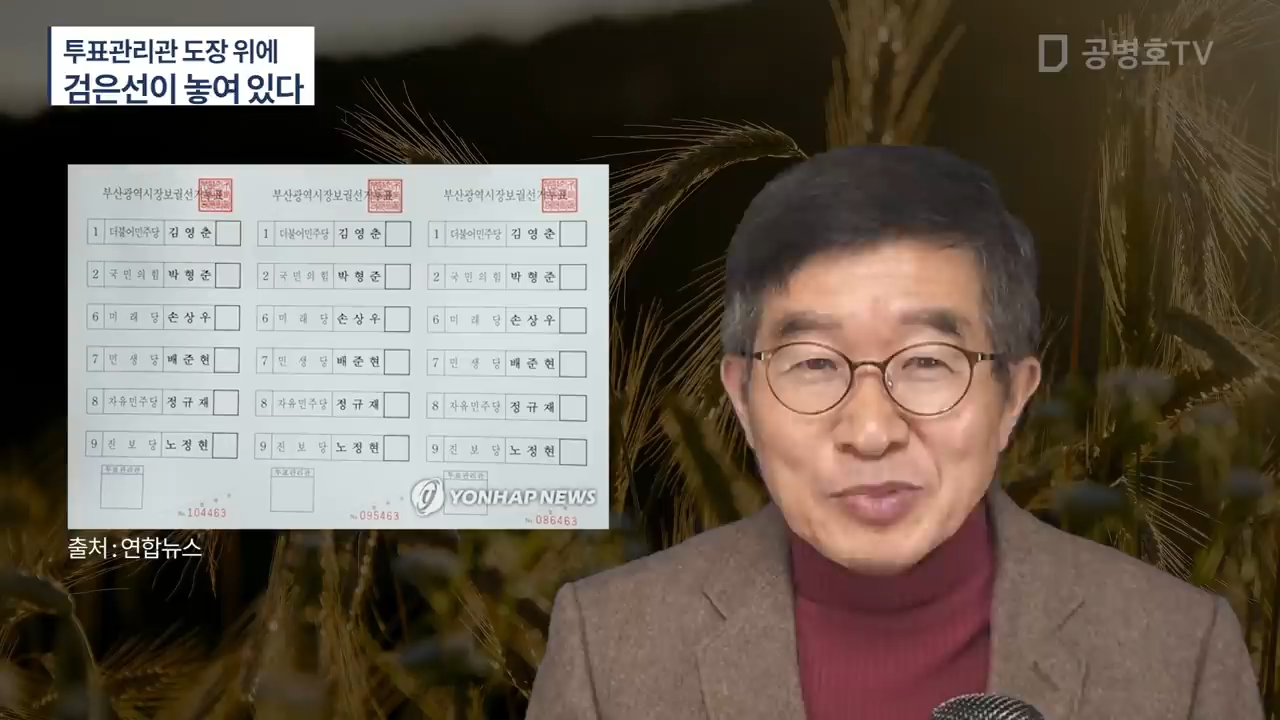 투표관리관 도장 위에
검은선이 놓여 있다
공병호TV
부산광역시장보궐선거투표
1 더불어민주당 김영춘
2 국민의힘 박형준
6 미래당 손상우
7 민생당 배준현
8 자유민주당 정규재
9 진보당 노정현
투표관리관
No 104463
부산광역시장보궐선거투표
1 더불어민주당 김영춘
2 국민의힘 박형준
6 미래당 손상우
7 민생당 배준현
8 자유민주당 정규재
9 진보당 노정현
투표관리관
No 095463
부산광역시장보궐선거투표
1 더불어민주당 김영춘
2 국민의힘 박형준
6 미래당 손상우
7 민생당 배준현
8 자유민주당 정규재
9 진보당 노정현
투표관리관
No 086463
YONHAP NEWS
출처 : 연합뉴스